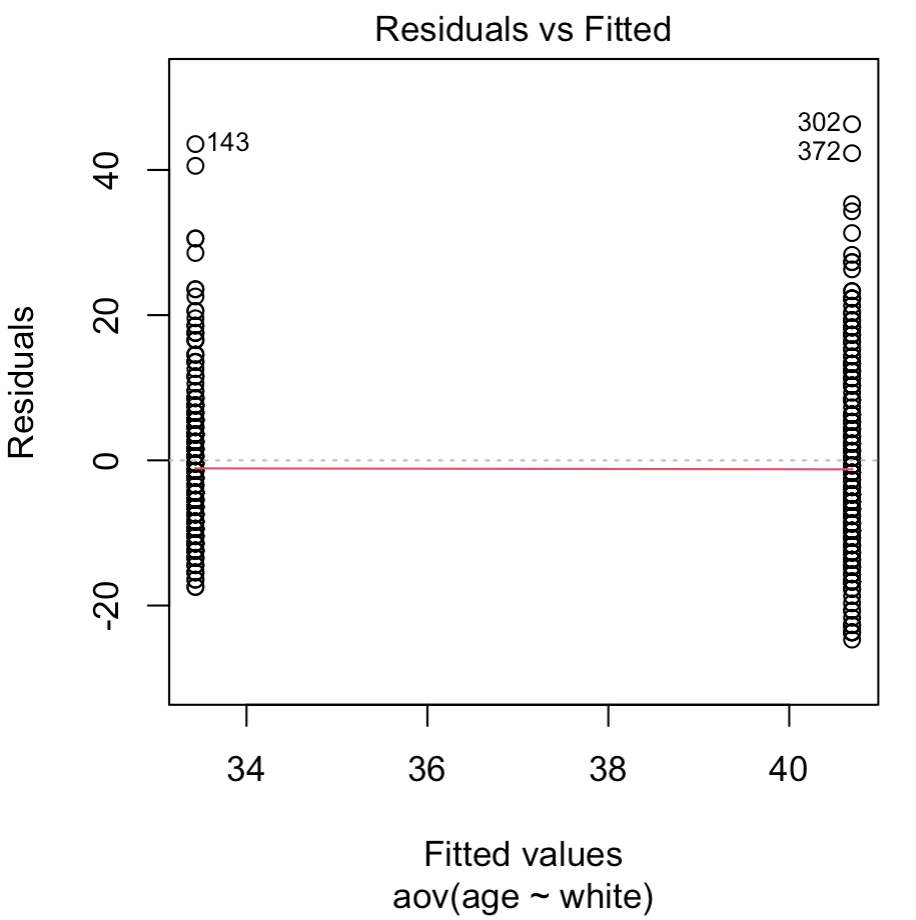 Residuals vs Fitted
302
143
372
40
20
0
-20
Residuals
34 36 38 40
Fitted values
aov(age ~ white)